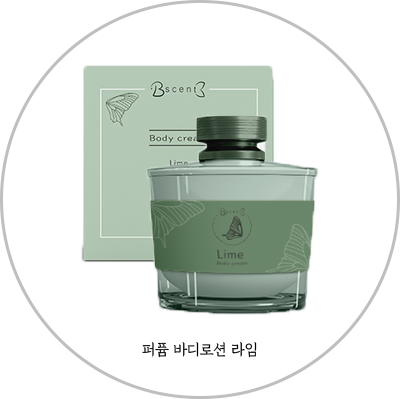 Bscent
Body cream
Lime
Bscent
Lime
Body cream
퍼퓸 바디로션 라임